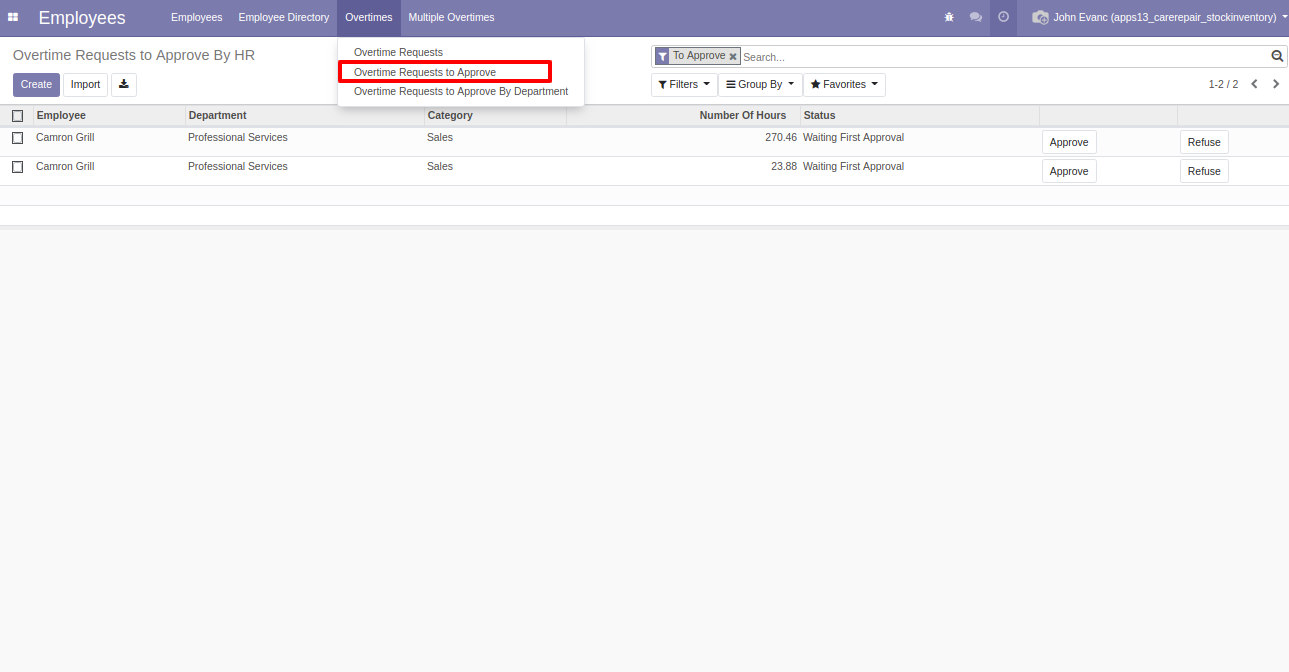 Employees Employees Employee Directory Overtimes Multiple Overtimes John Evanc (apps13_carerepair_stockinventory)
Overtime Requests to Approve By HR
Overtime Requests
Overtime Requests to Approve
Overtime Requests to Approve By Department
To Approve Search...
Create Import Filters Group By Favorites 1-2 / 2
Employee Department Category Number Of Hours Status
Camron Grill Professional Services Sales 270.46 Waiting First Approval Approve Refuse
Camron Grill Professional Services Sales 23.88 Waiting First Approval Approve Refuse